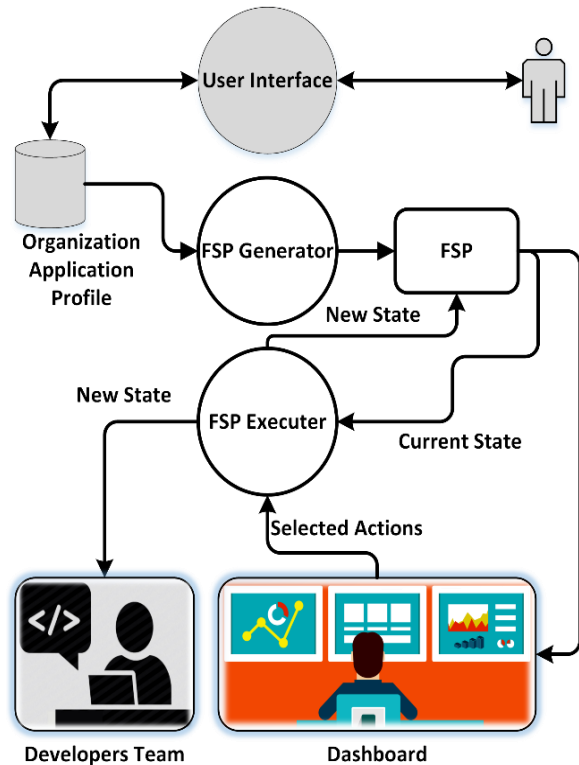 User Interface
Organization
Application
Profile
FSP Generator
FSP
New State
New State
FSP Executer
Current State
Selected Actions
</>
Developers Team
Dashboard